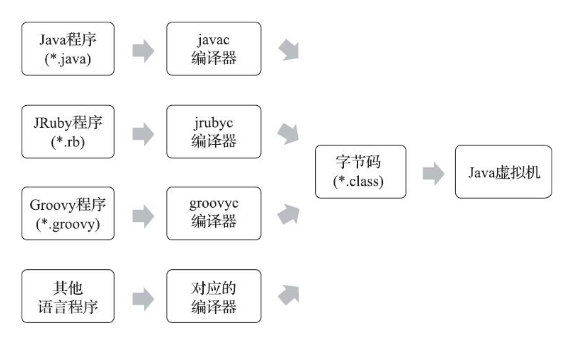 Java程序
(*.java)
javac
编译器
JRuby程序
(*.rb)
jrubyc
编译器
Groovy程序
(*.groovy)
groovyc
编译器
其他
语言程序
对应的
编译器
字节码
(*.class)
Java虚拟机